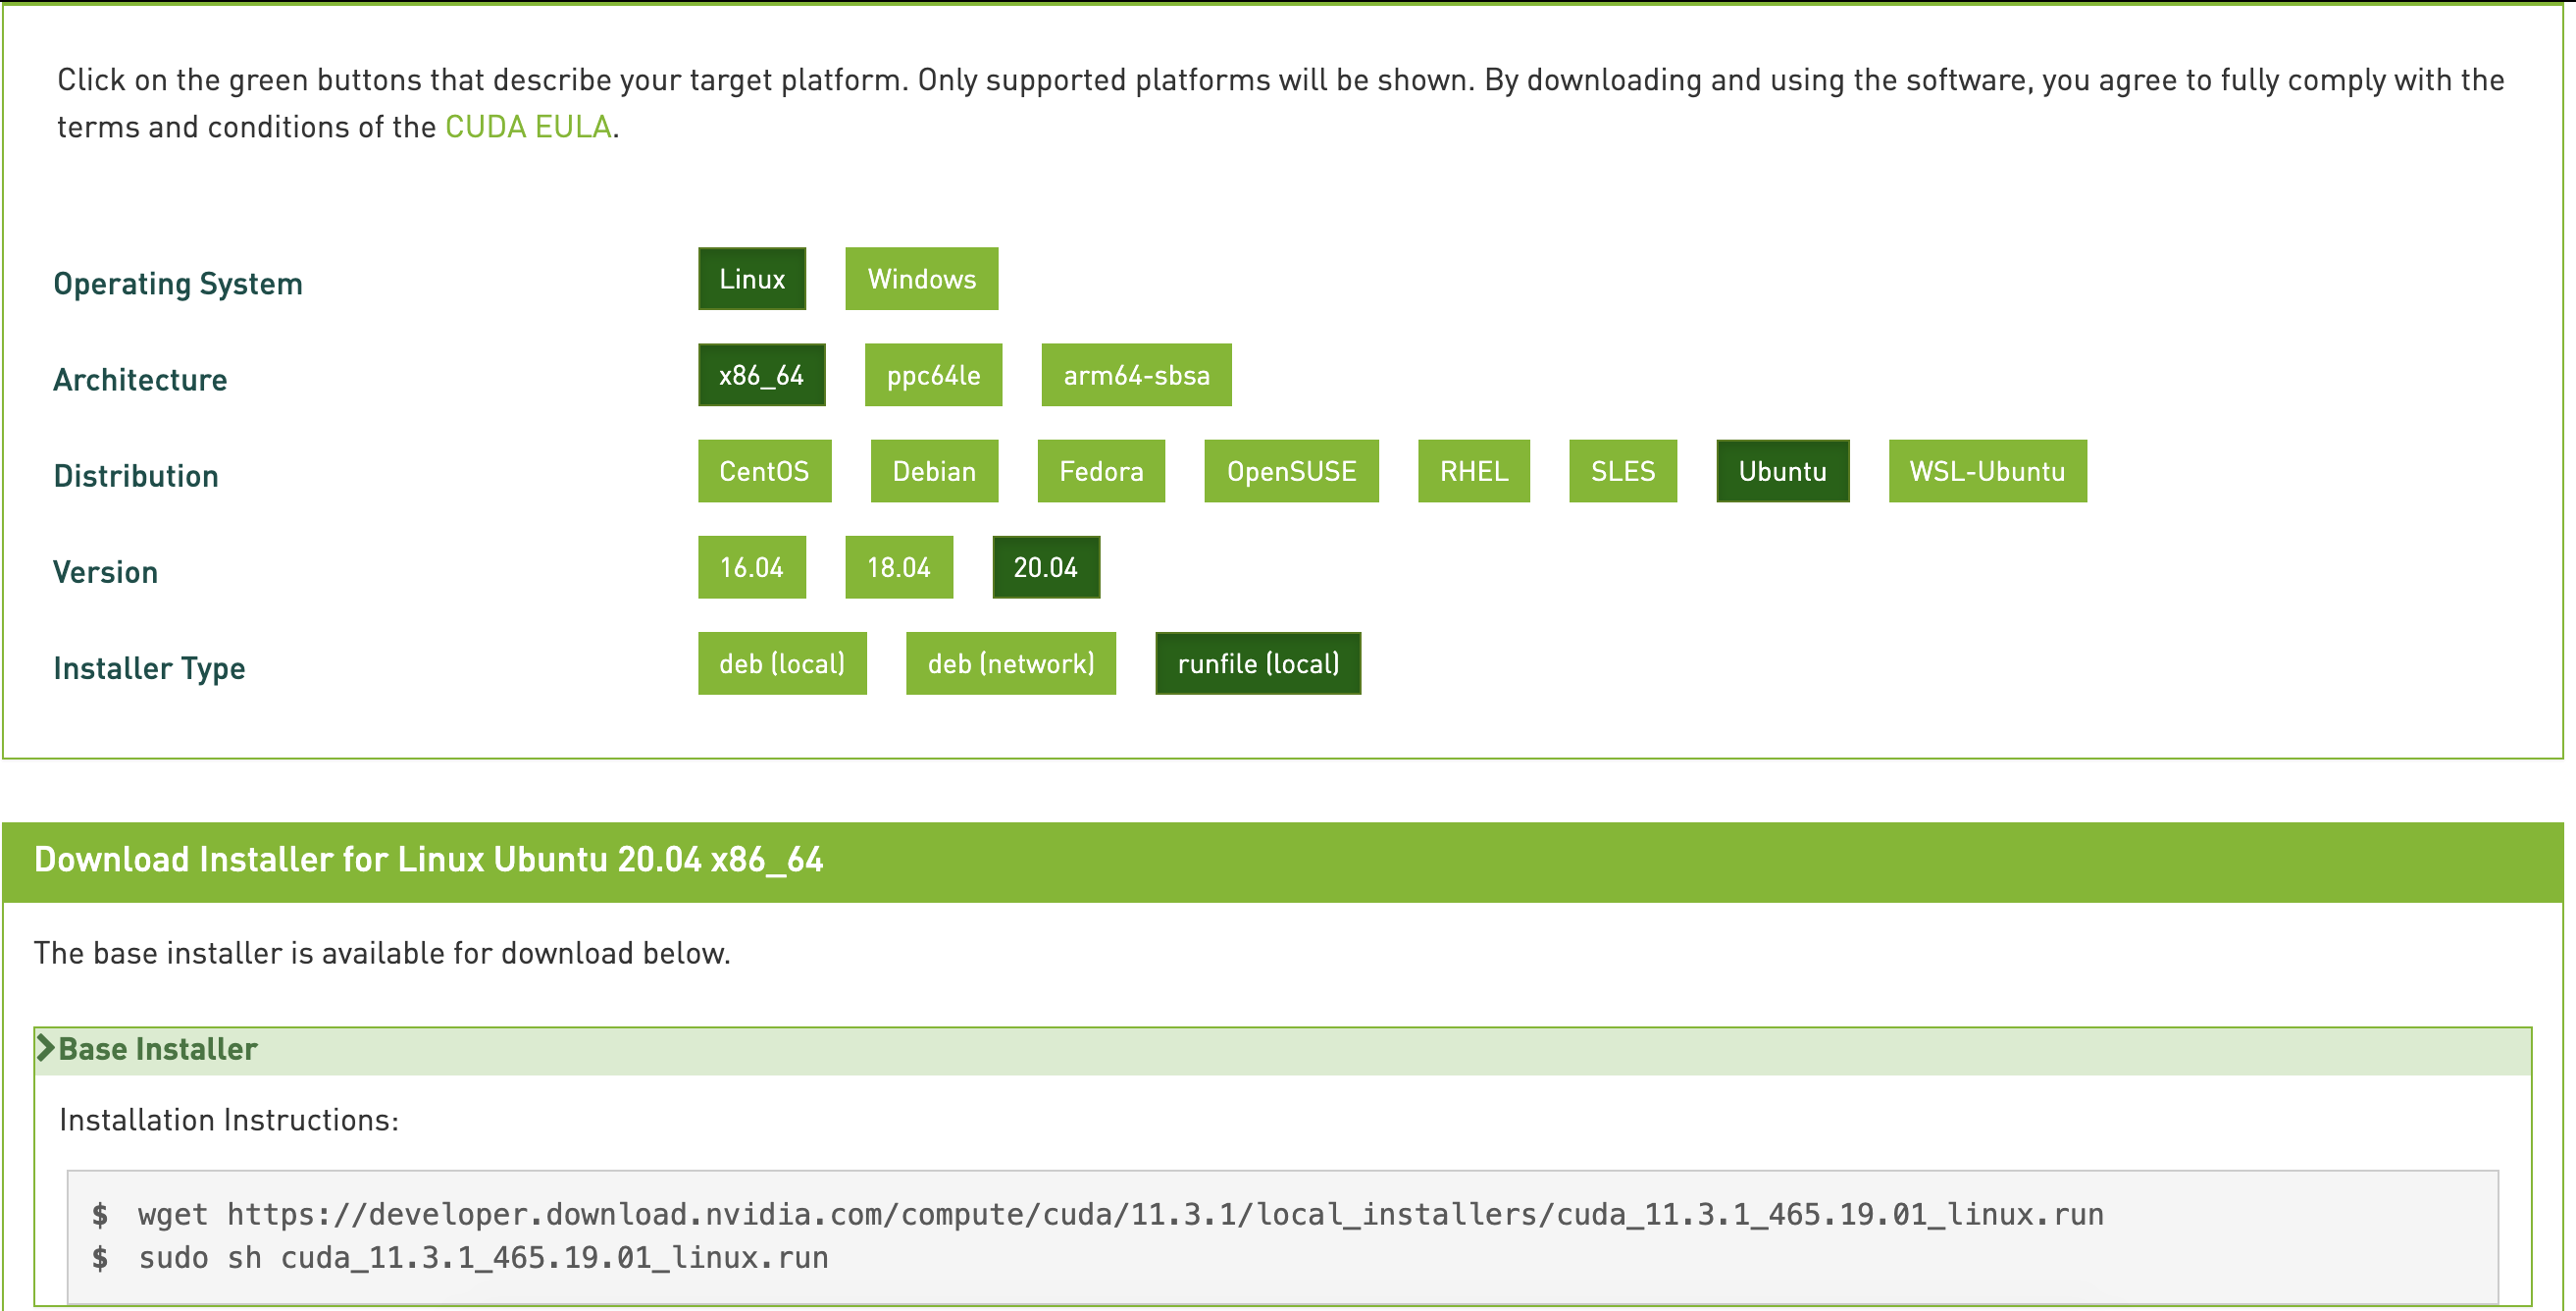 Click on the green buttons that describe your target platform. Only supported platforms will be shown. By downloading and using the software, you agree to fully comply with the
terms and conditions of the CUDA EULA.
Operating System Linux Windows
Architecture x86_64 ppc64le arm64-sbsa
Distribution CentOS Debian Fedora OpenSUSE RHEL SLES Ubuntu WSL-Ubuntu
Version 16.04 18.04 20.04
Installer Type deb (local) deb (network) runfile (local)
Download Installer for Linux Ubuntu 20.04 x86_64
The base installer is available for download below.
Base Installer
Installation Instructions:
$ wget https://developer.download.nvidia.com/compute/cuda/11.3.1/local_installers/cuda_11.3.1_465.19.01_linux.run
$ sudo sh cuda_11.3.1_465.19.01_linux.run